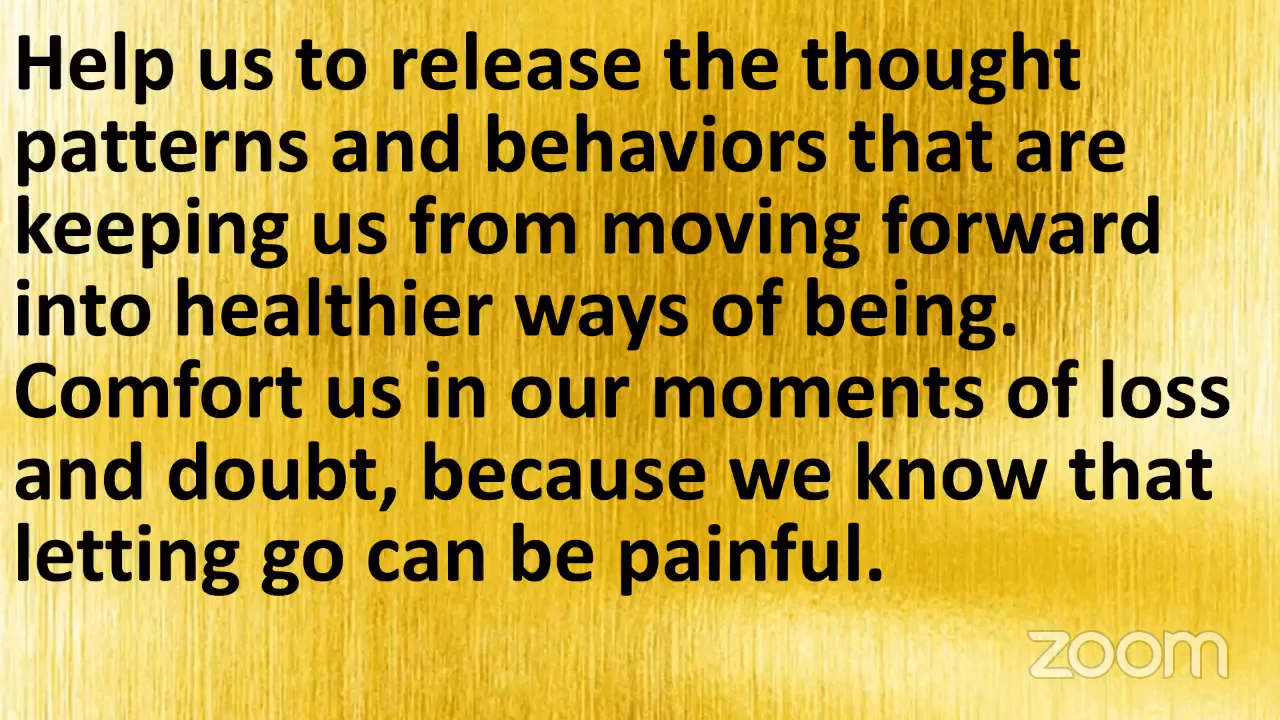 Help us to release the thought
patterns and behaviors that are
keeping us from moving forward
into healthier ways of being.
Comfort us in our moments of loss
and doubt, because we know that
letting go can be painful.
zoom